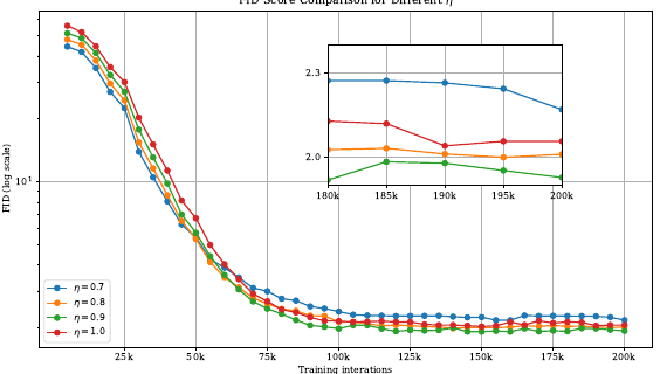 FID Score Comparison for Different η
FID (log scale)
10¹
2.3
2.0
180k 185k 190k 195k 200k
η = 0.7
η = 0.8
η = 0.9
η = 1.0
25k 50k 75k 100k 125k 150k 175k 200k
Training interations